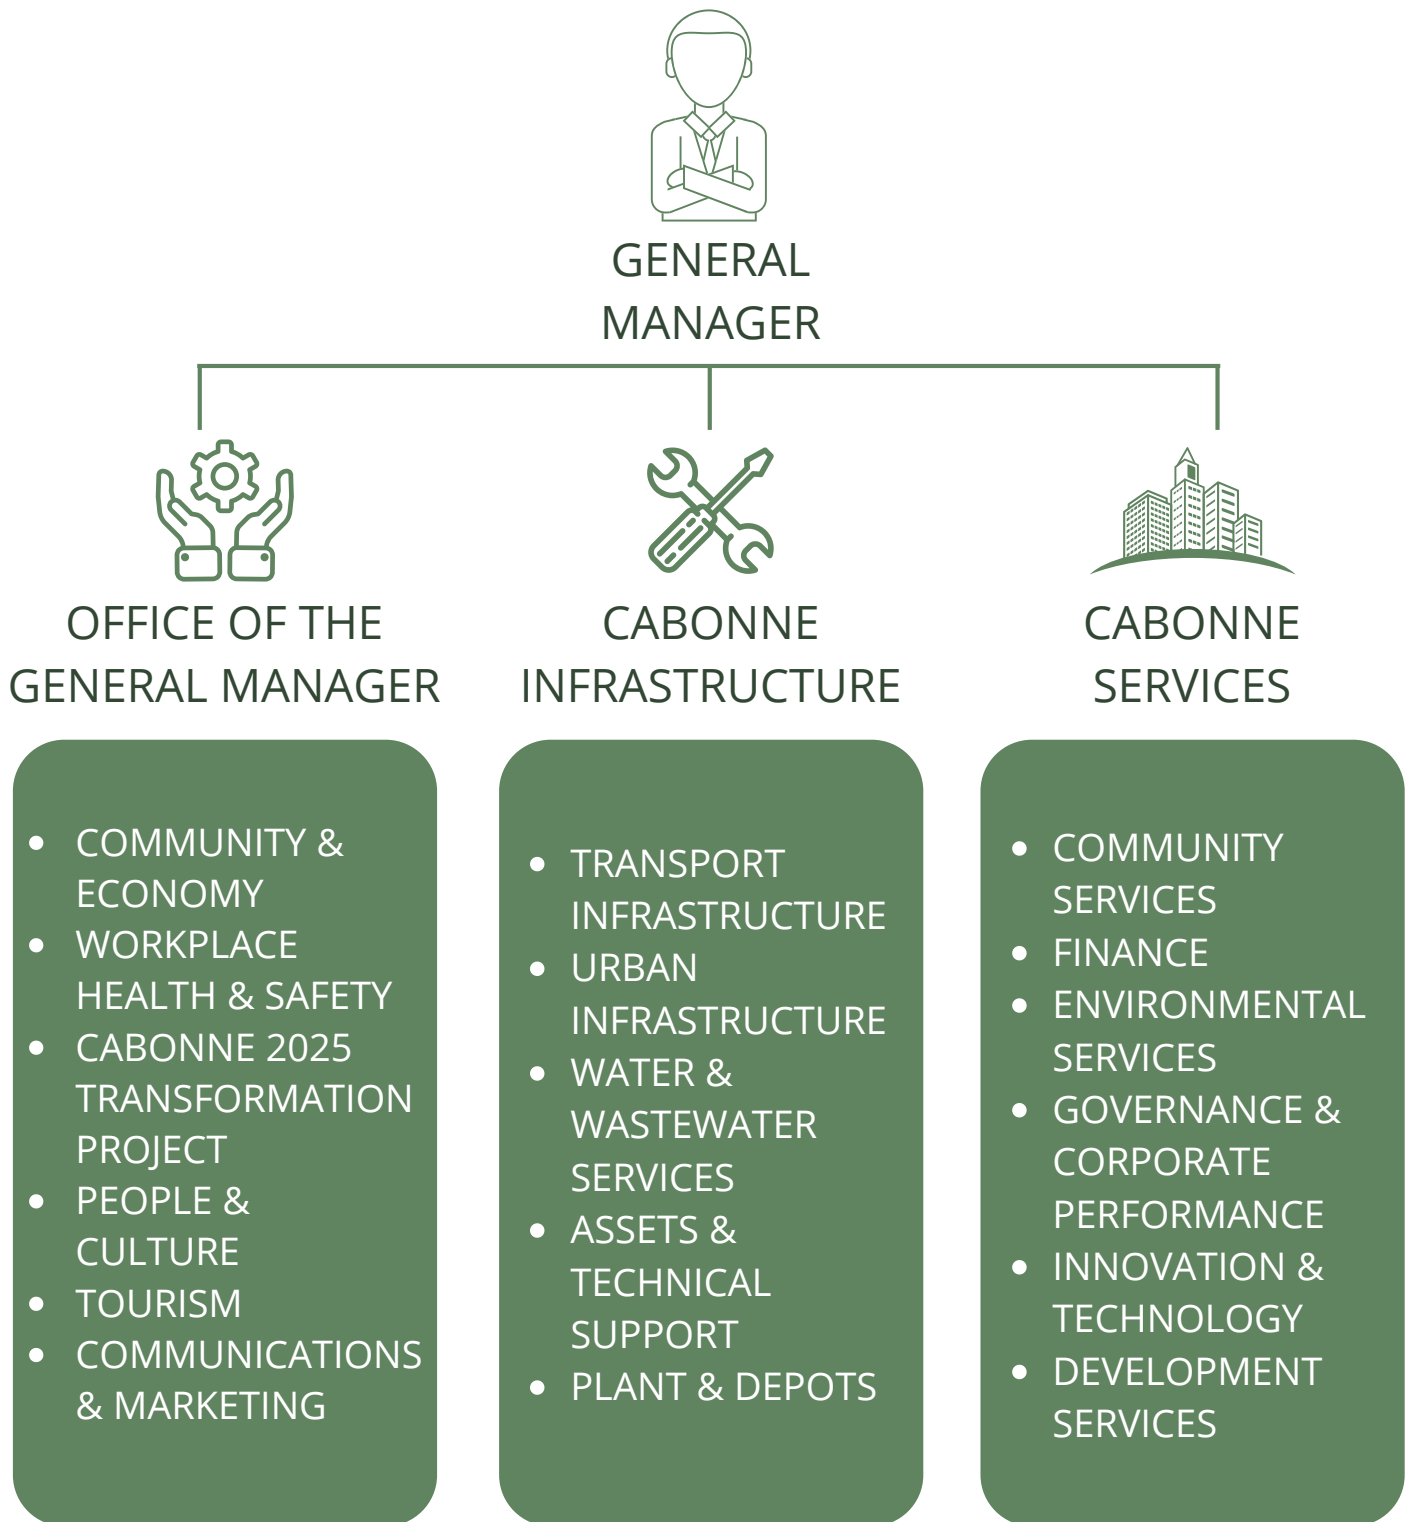 GENERAL
MANAGER
OFFICE OF THE
GENERAL MANAGER
COMMUNITY &
ECONOMY
WORKPLACE
HEALTH & SAFETY
CABONNE 2025
TRANSFORMATION
PROJECT
PEOPLE &
CULTURE
TOURISM
COMMUNICATIONS
& MARKETING
CABONNE
INFRASTRUCTURE
TRANSPORT
INFRASTRUCTURE
URBAN
INFRASTRUCTURE
WATER &
WASTEWATER
SERVICES
ASSETS &
TECHNICAL
SUPPORT
PLANT & DEPOTS
CABONNE
SERVICES
COMMUNITY
SERVICES
FINANCE
ENVIRONMENTAL
SERVICES
GOVERNANCE &
CORPORATE
PERFORMANCE
INNOVATION &
TECHNOLOGY
DEVELOPMENT
SERVICES